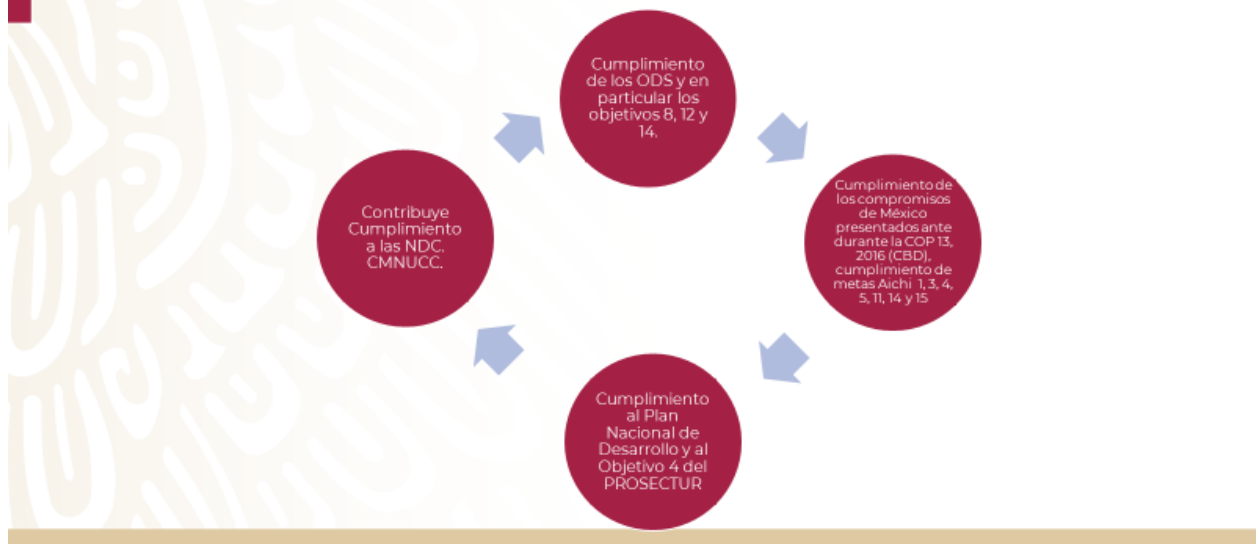 Cumplimiento
de los ODS y en
particular los
objetivos 8, 12 y
14.
Cumplimiento de
los compromisos
de México
presentados ante
durante la COP 13,
2016 (CBD),
cumplimiento de
metas Aichi 1, 3, 4,
5, 11, 14 y 15
Cumplimiento
al Plan
Nacional de
Desarrollo y al
Objetivo 4 del
PROSECTUR
Contribuye
Cumplimiento
a las NDC.
CMNUCC.